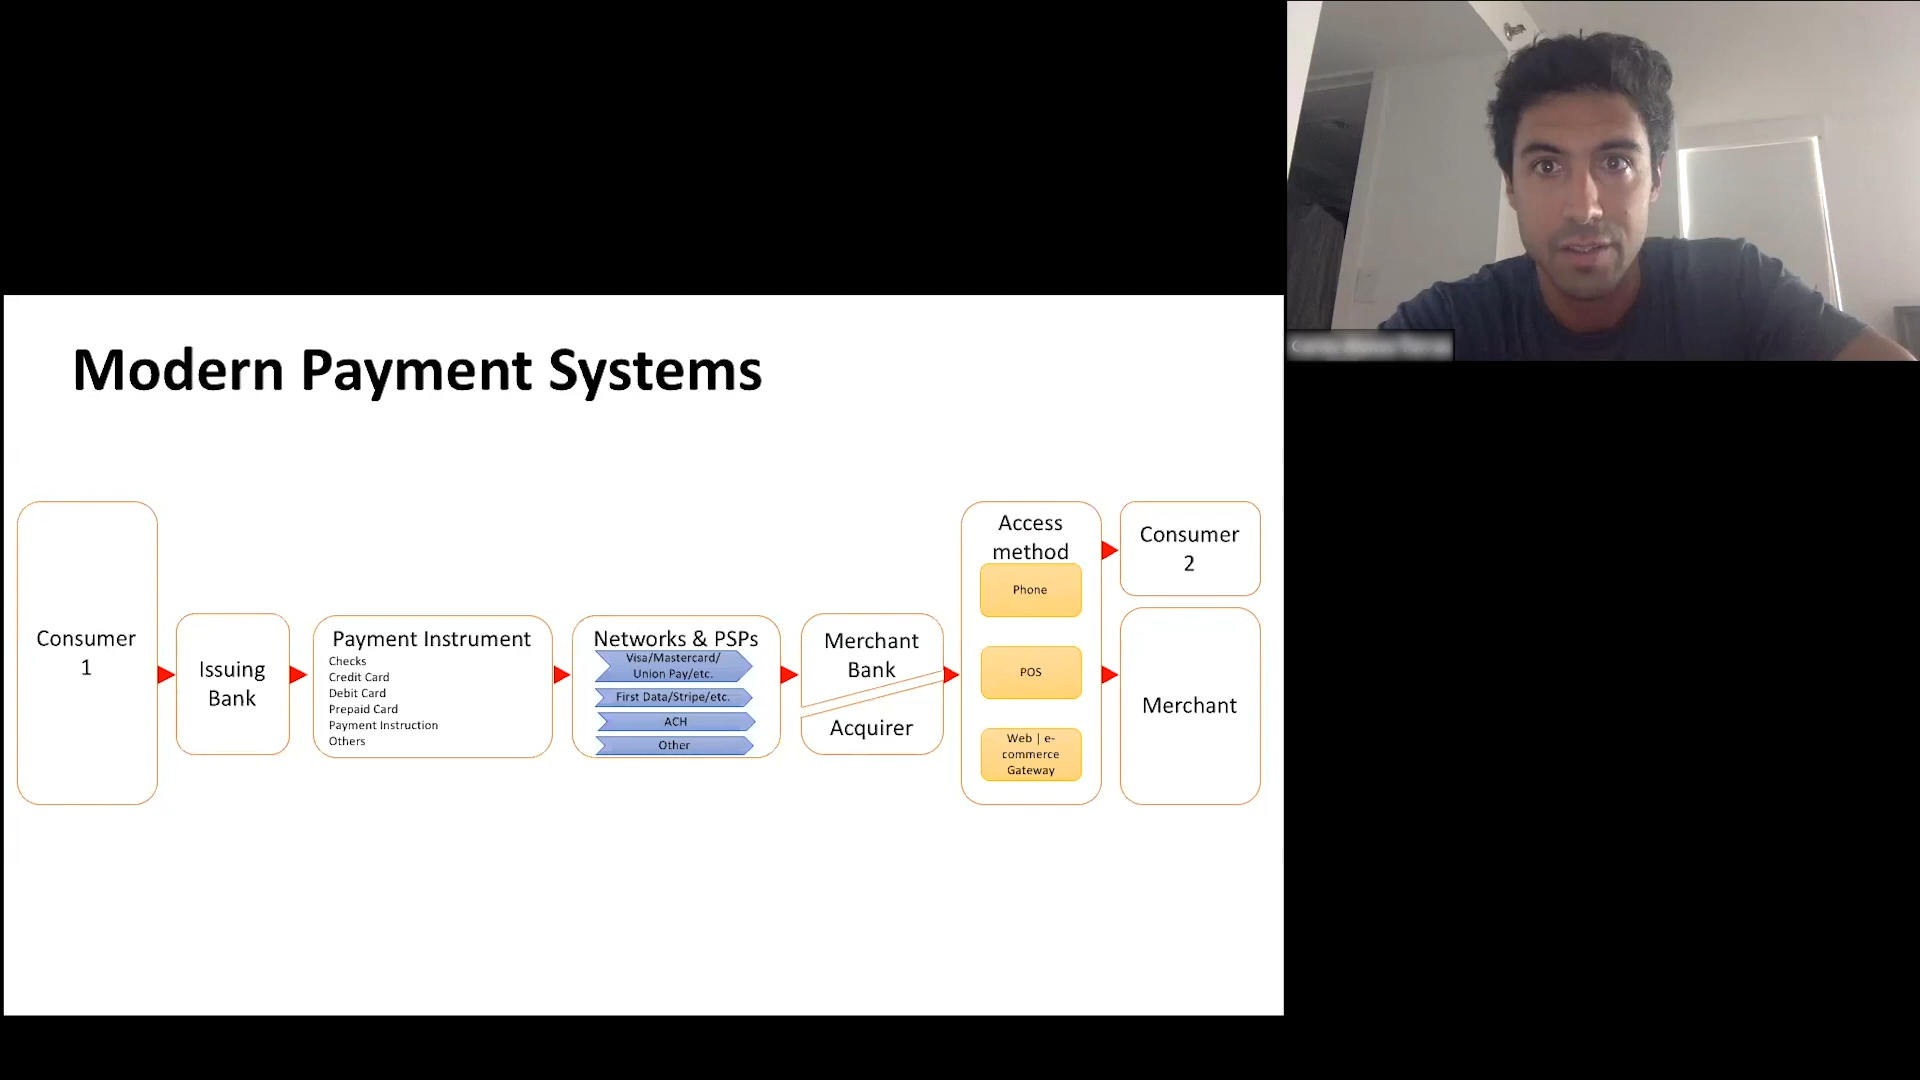 Modern Payment Systems
Consumer
1
Issuing
Bank
Payment Instrument
Checks
Credit Card
Debit Card
Prepaid Card
Payment Instruction
Others
Networks & PSPs
Visa/Mastercard/
Union Pay/etc.
First Data/Stripe/etc.
ACH
Other
Merchant
Bank
Acquirer
Access
method
Phone
POS
Web | e-
commerce
Gateway
Consumer
2
Merchant